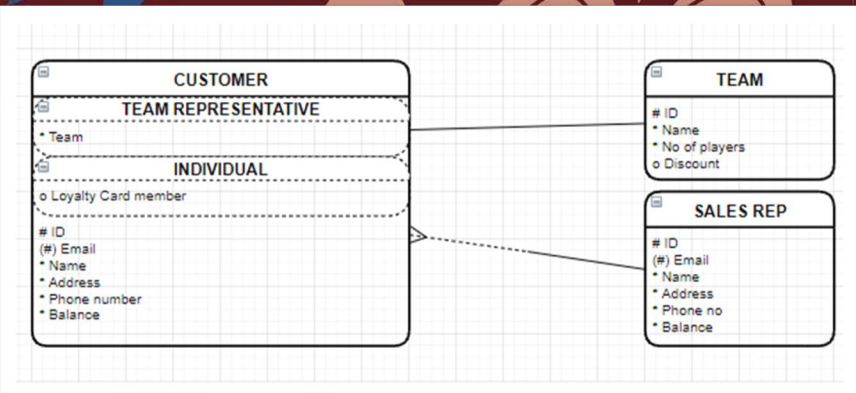 CUSTOMER
TEAM REPRESENTATIVE
* Team
INDIVIDUAL
o Loyalty Card member
# ID
(#) Email
* Name
* Address
* Phone number
* Balance
TEAM
# ID
* Name
* No of players
o Discount
SALES REP
# ID
(#) Email
* Name
* Address
* Phone no
* Balance